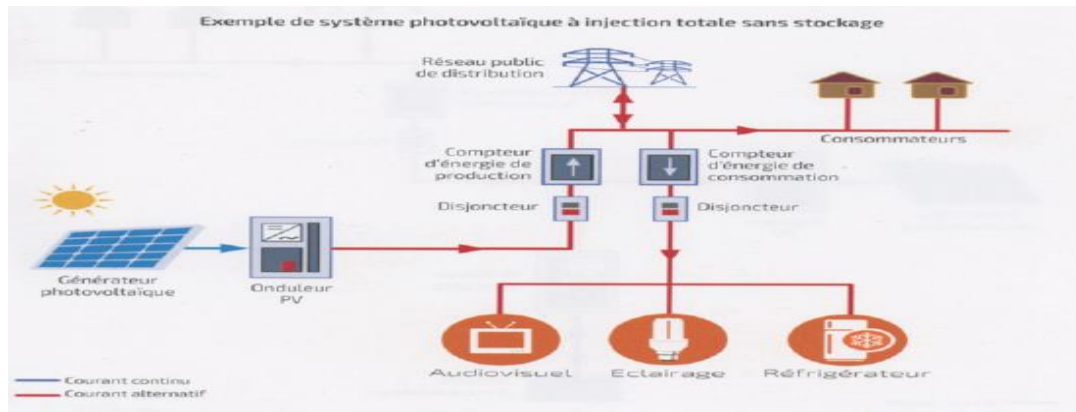 Exemple de système photovoltaïque à injection totale sans stockage
Réseau public
de distribution
Consommateurs
Compteur
d'énergie de
production
Compteur
d'énergie de
consommation
Disjoncteur
Disjoncteur
Générateur
photovoltaïque
Onduleur
PV
Audiovisuel
Eclairage
Réfrigérateur
Courant continu
Courant alternatif